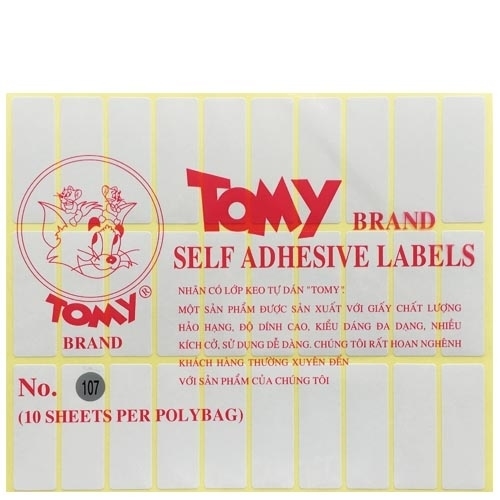 TOMY BRAND
SELF ADHESIVE LABELS
NHÃN CÓ LỚP KEO TỰ DÁN "TOMY".
MỘT SẢN PHẨM ĐƯỢC SẢN XUẤT VỚI GIẤY CHẤT LƯỢNG
HẢO HẠNG, ĐỘ DÍNH CAO, KIỂU DÁNG ĐA DẠNG, NHIỀU
KÍCH CỠ, SỬ DỤNG DỄ DÀNG. CHÚNG TÔI RẤT HOAN NGHÊNH
KHÁCH HÀNG THƯỜNG XUYÊN ĐẾN
VỚI SẢN PHẨM CỦA CHÚNG TÔI
TOMY®
BRAND
No. 107
(10 SHEETS PER POLYBAG)